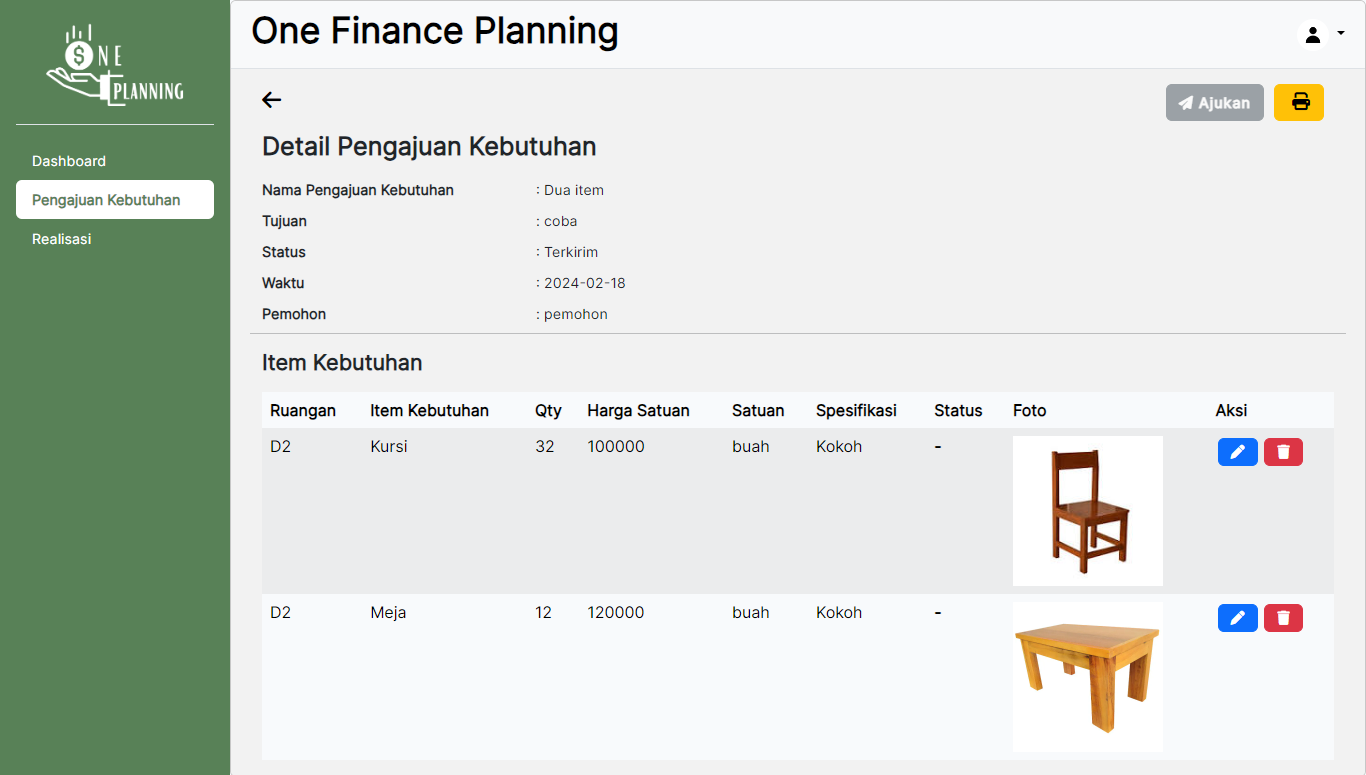 $NE
PLANNING
Dashboard
Pengajuan Kebutuhan
Realisasi
One Finance Planning
Ajukan
Detail Pengajuan Kebutuhan
Nama Pengajuan Kebutuhan : Dua item
Tujuan : coba
Status : Terkirim
Waktu : 2024-02-18
Pemohon : pemohon
Item Kebutuhan
Ruangan Item Kebutuhan Qty Harga Satuan Satuan Spesifikasi Status Foto Aksi
D2 Kursi 32 100000 buah Kokoh -
D2 Meja 12 120000 buah Kokoh -